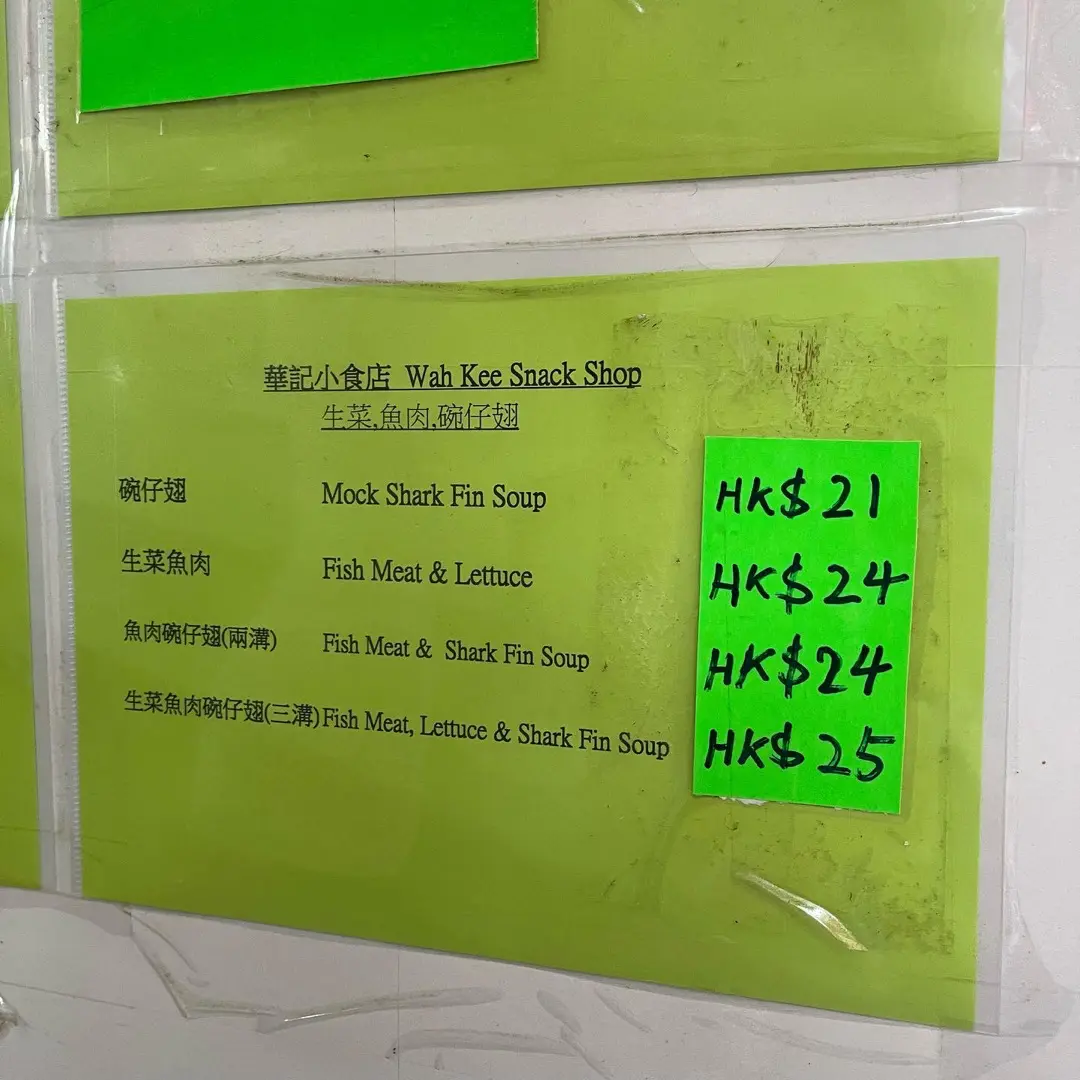 華記小食店 Wah Kee Snack Shop
生菜,魚肉,碗仔翅
碗仔翅 Mock Shark Fin Soup HK$21
生菜魚肉 Fish Meat & Lettuce HK$24
魚肉碗仔翅(兩溝) Fish Meat & Shark Fin Soup HK$24
生菜魚肉碗仔翅(三溝) Fish Meat, Lettuce & Shark Fin Soup HK$25